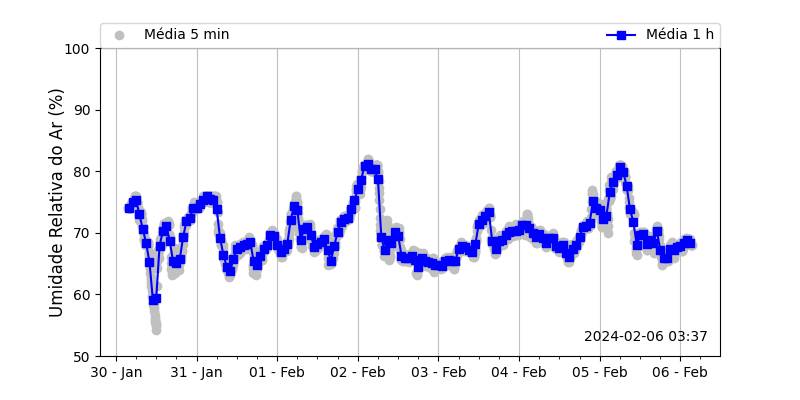 Média 5 min Média 1 h
100
90
80
70
60
50
Umidade Relativa do Ar (%)
2024-02-06 03:37
30 - Jan 31 - Jan 01 - Feb 02 - Feb 03 - Feb 04 - Feb 05 - Feb 06 - Feb